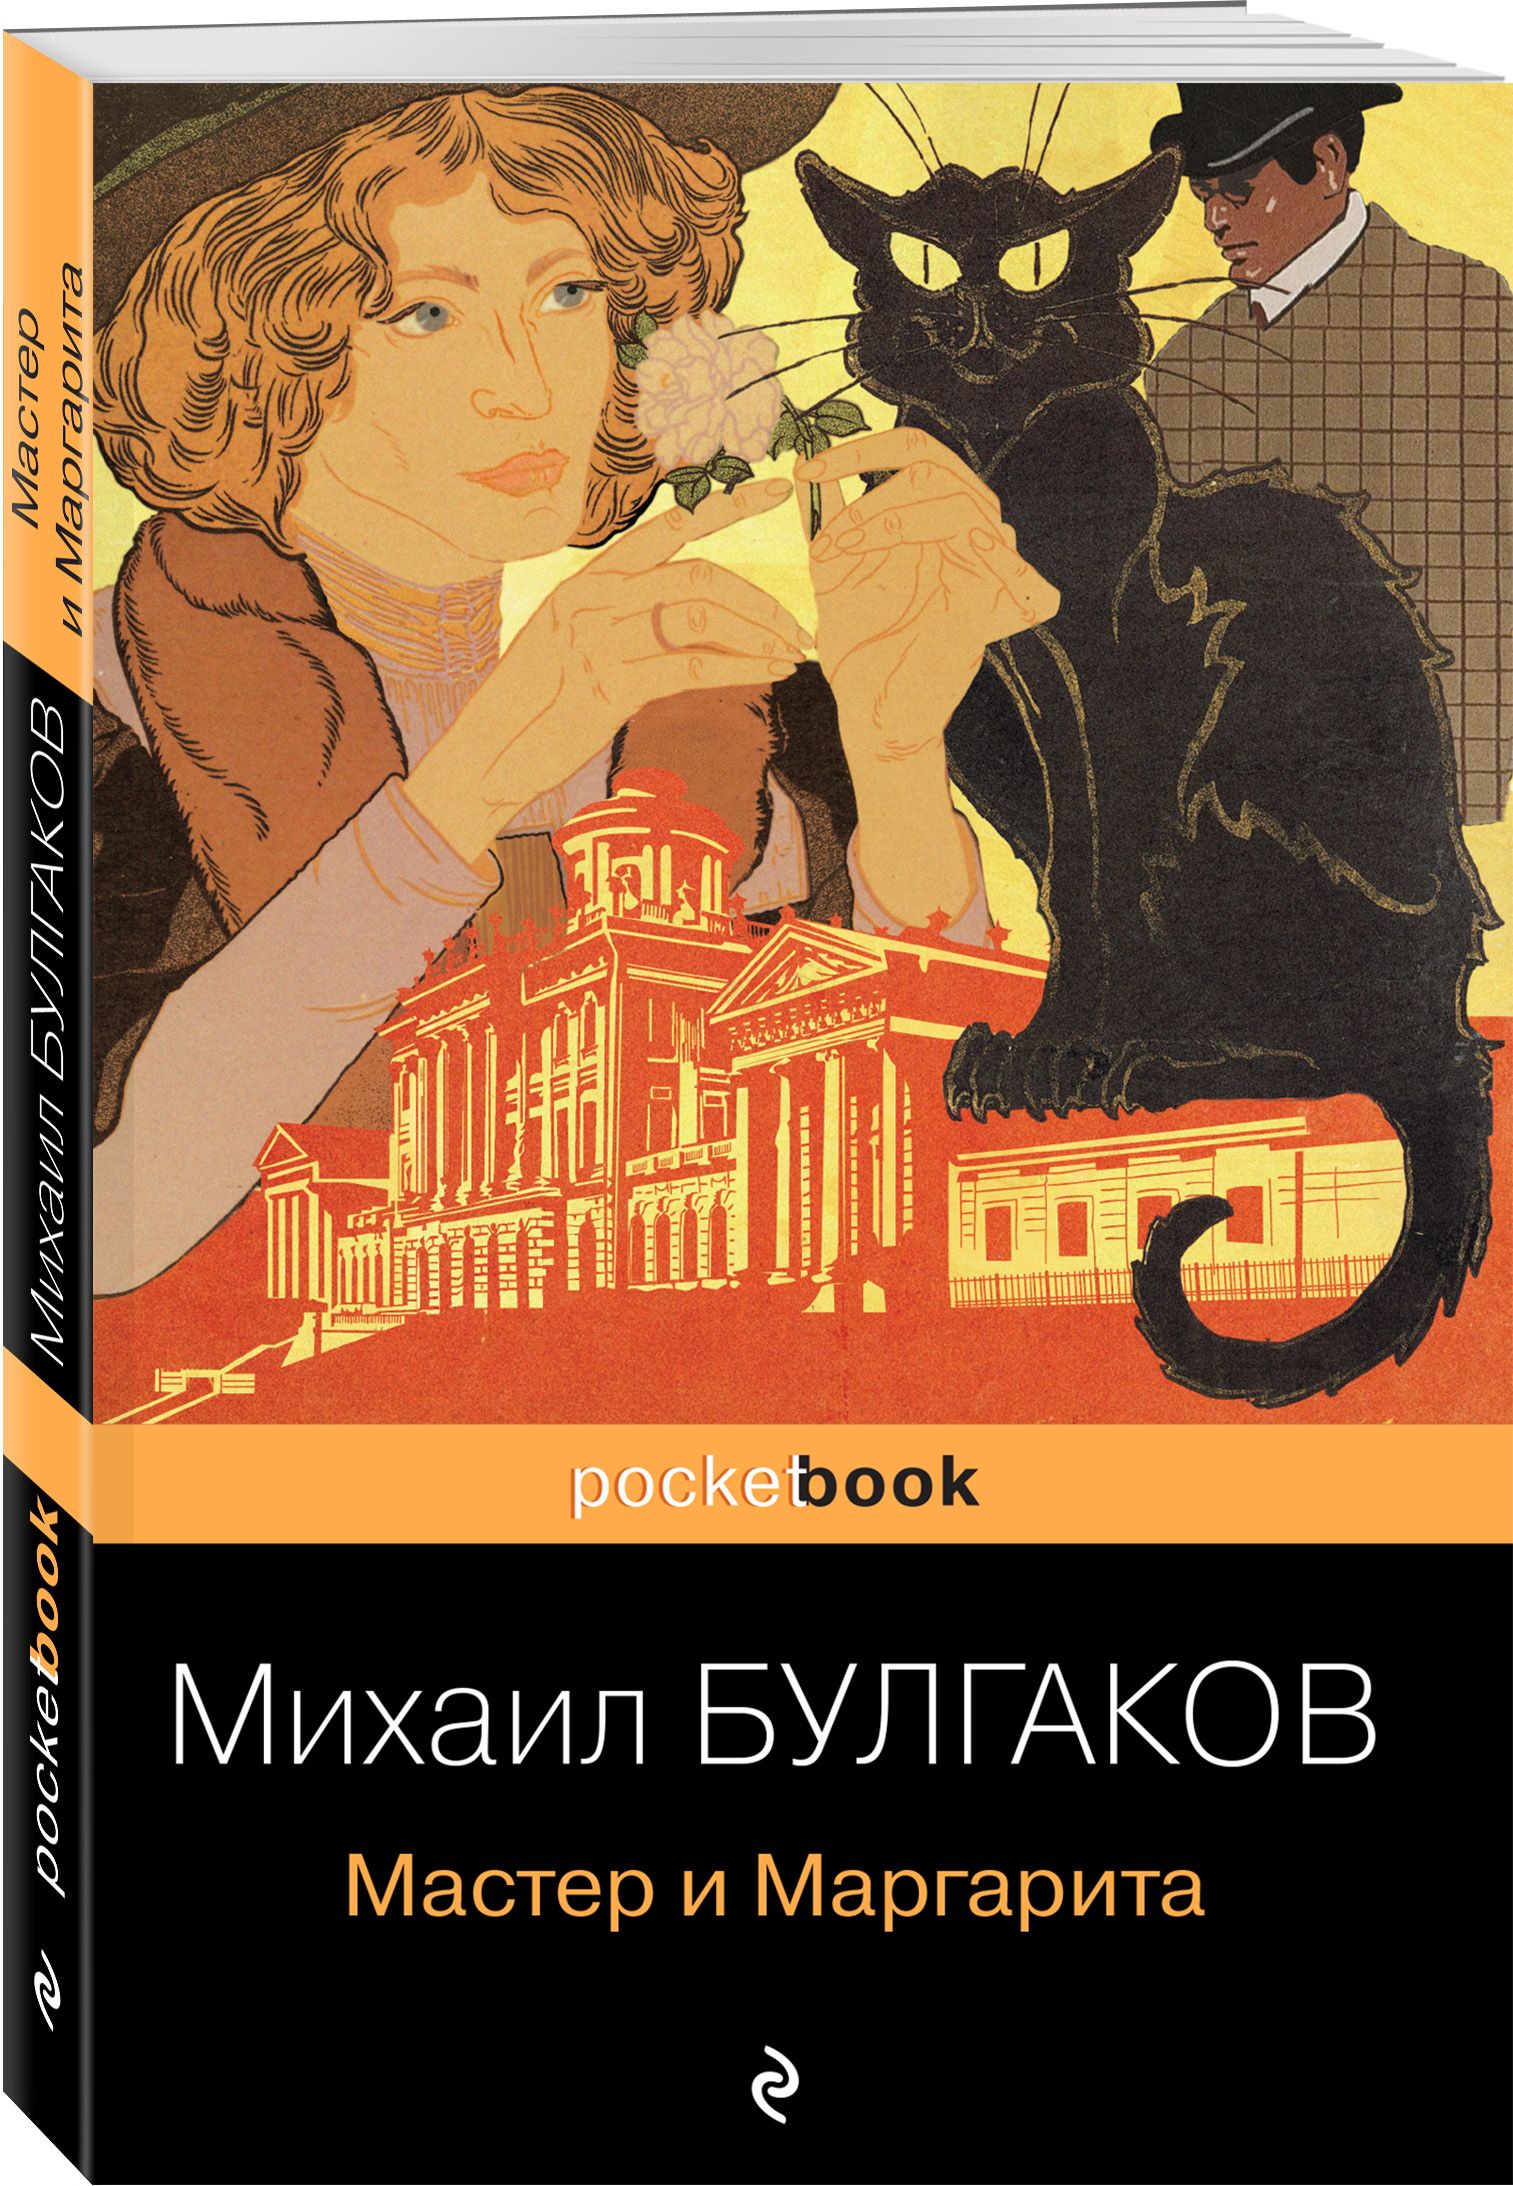 Мастер
и Маргарита
Михаил БУЛГАКОВ
pocketbook
pocketbook
Михаил БУЛГАКОВ
Мастер и Маргарита